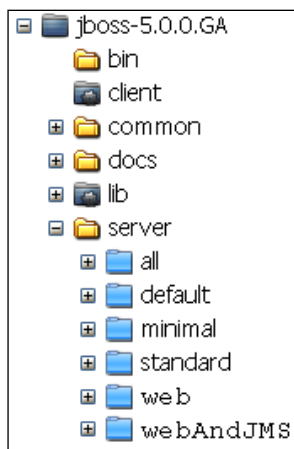 jboss-5.0.0.GA
bin
client
common
docs
lib
server
all
default
minimal
standard
web
webAndJMS